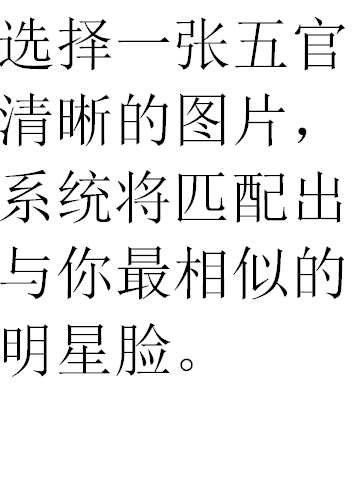 选择一张五官
清晰的图片，
系统将匹配出
与你最相似的
明星脸。